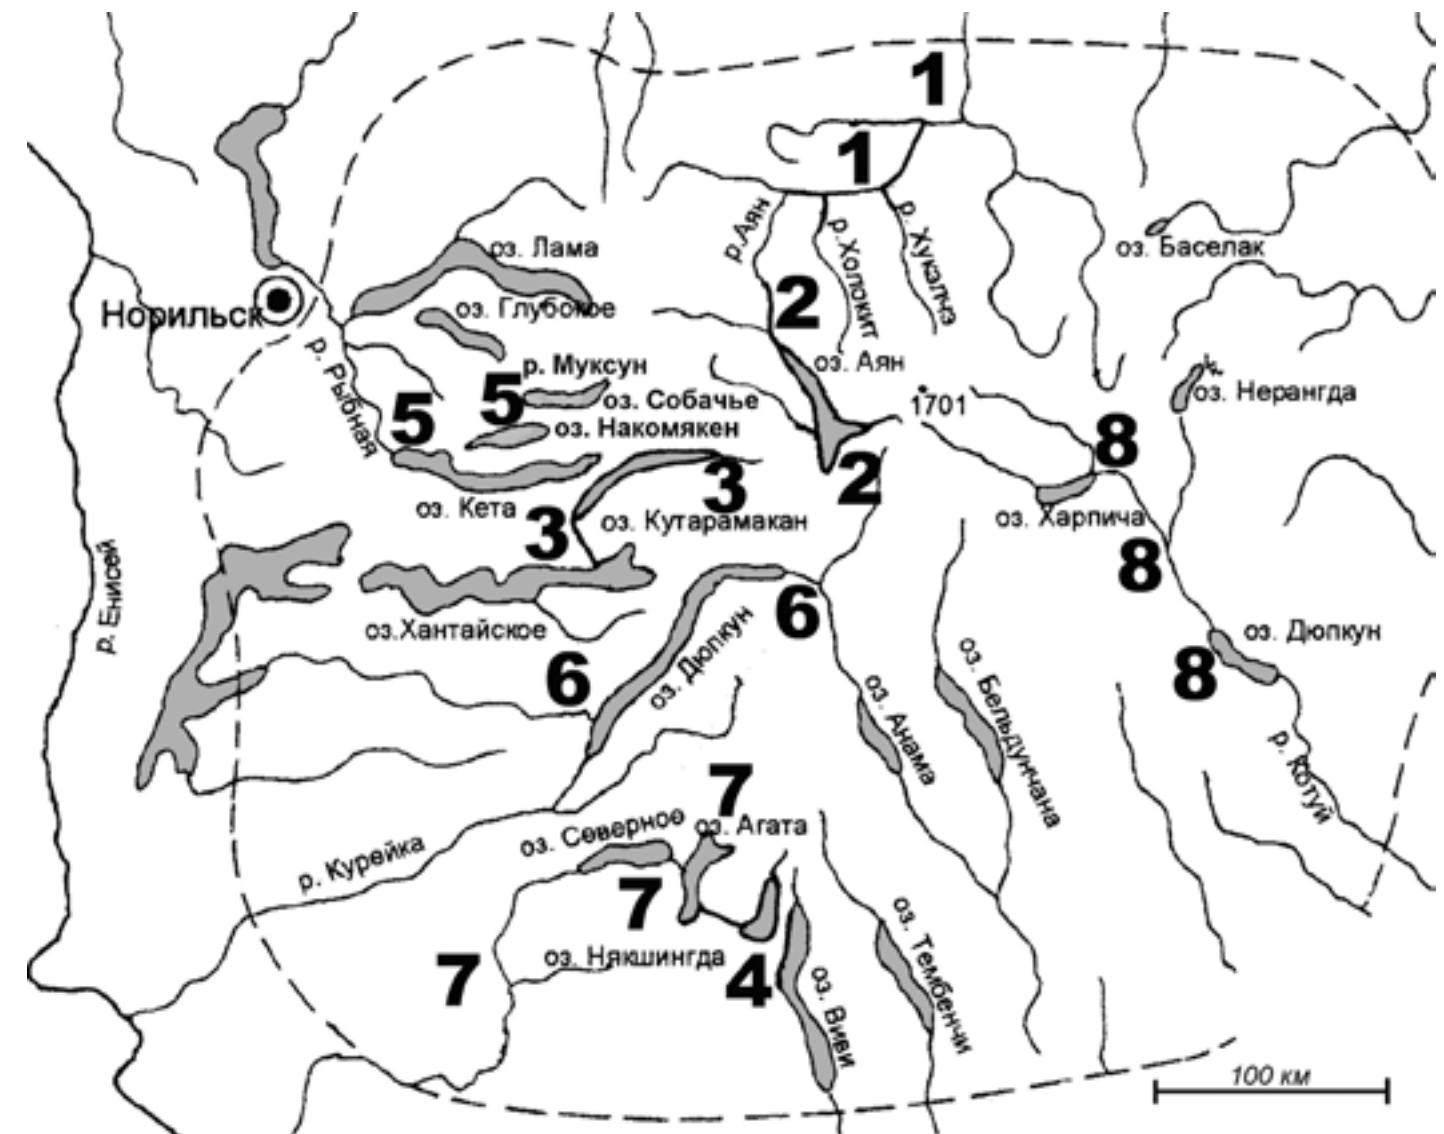 1
1
р.Аян
р.Холокит
р. Хукэлчэ
оз. Баселак
оз. Лама
Норильск
оз. Глубокое
2
р. Рыбная
р. Муксун
оз. Аян
5
5
оз. Собачье
оз. Нерангда
1701
оз. Накомякен
8
2
3
оз. Кета
оз. Кутарамакан
оз. Харпича
3
8
р. Енисей
6
оз.Хантайское
оз. Дюпкун
оз. Дюпкун
6
8
оз. Анама
оз. Бельдунчана
р. Котуй
7
оз. Северное
оз. Агата
р. Курейка
7
оз. Някшингда
7
4
оз. Виви
оз. Тембенчи
100 км